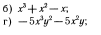 б) x³ + x² − x;
г) − 5x³y² − 5x²y;